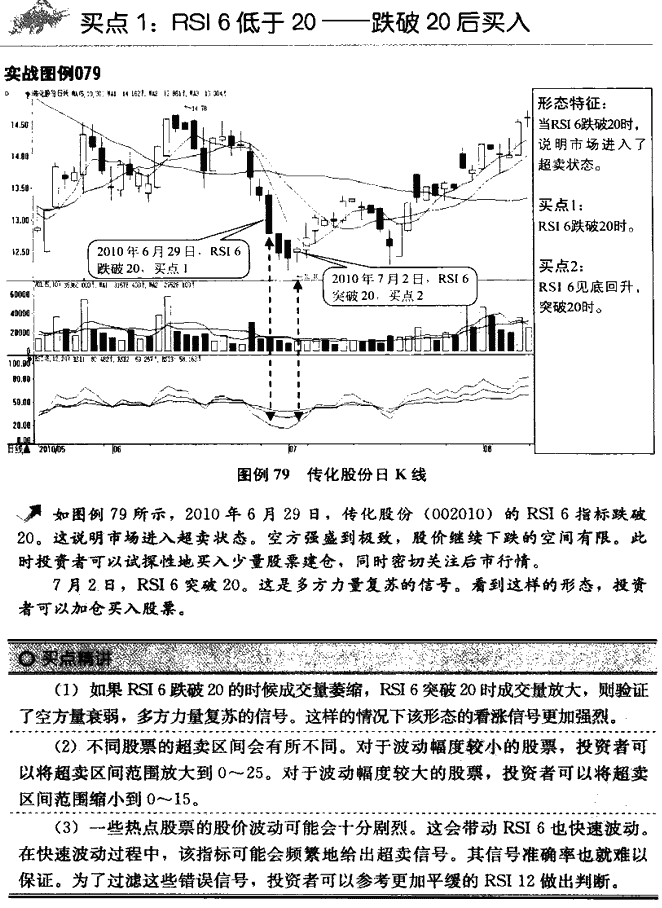 买点 1：RSI 6 低于 20——跌破 20 后买入
实战图例079
14.78
14.50
14.00
13.50
13.00
12.50
2010 年 6 月 29 日，RSI 6
跌破 20，买点 1
2010 年 7 月 2 日，RSI 6
突破 20，买点 2
60000
40000
20000
100.00
80.00
50.00
20.00
0.00
日线 2010/05 06 07 08
形态特征：
当RSI 6跌破20时，
说明市场进入了
超卖状态。
买点1：
RSI 6跌破20时。
买点2：
RSI 6 见底回升，
突破20时。
图例 79 传化股份日 K 线
如图例 79 所示，2010 年 6 月 29 日，传化股份（002010）的 RSI 6 指标跌破
20。这说明市场进入超卖状态。空方强盛到极致，股价继续下跌的空间有限。此
时投资者可以试探性地买入少量股票建仓，同时密切关注后市行情。
7 月 2 日，RSI 6 突破 20。这是多方力量复苏的信号。看到这样的形态，投资
者可以加仓买入股票。
买点精讲
（1）如果 RSI 6 跌破 20 的时候成交量萎缩，RSI 6 突破 20 时成交量放大，则验证
了空方量衰弱，多方力量复苏的信号。这样的情况下该形态的看涨信号更加强烈。
（2）不同股票的超卖区间会有所不同。对于波动幅度较小的股票，投资者可
以将超卖区间范围放大到 0～25。对于波动幅度较大的股票，投资者可以将超卖
区间范围缩小到 0～15。
（3）一些热点股票的股价波动可能会十分剧烈。这会带动 RSI 6 也快速波动。
在快速波动过程中，该指标可能会频繁地给出超卖信号。其信号准确率也就难以
保证。为了过滤这些错误信号，投资者可以参考更加平缓的 RSI 12 做出判断。